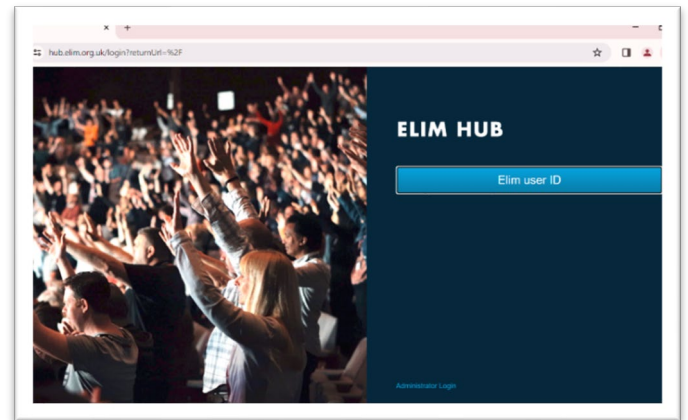 hub.elim.org.uk/login?returnUrl=%2F
ELIM HUB
Elim user ID
Administrator Login